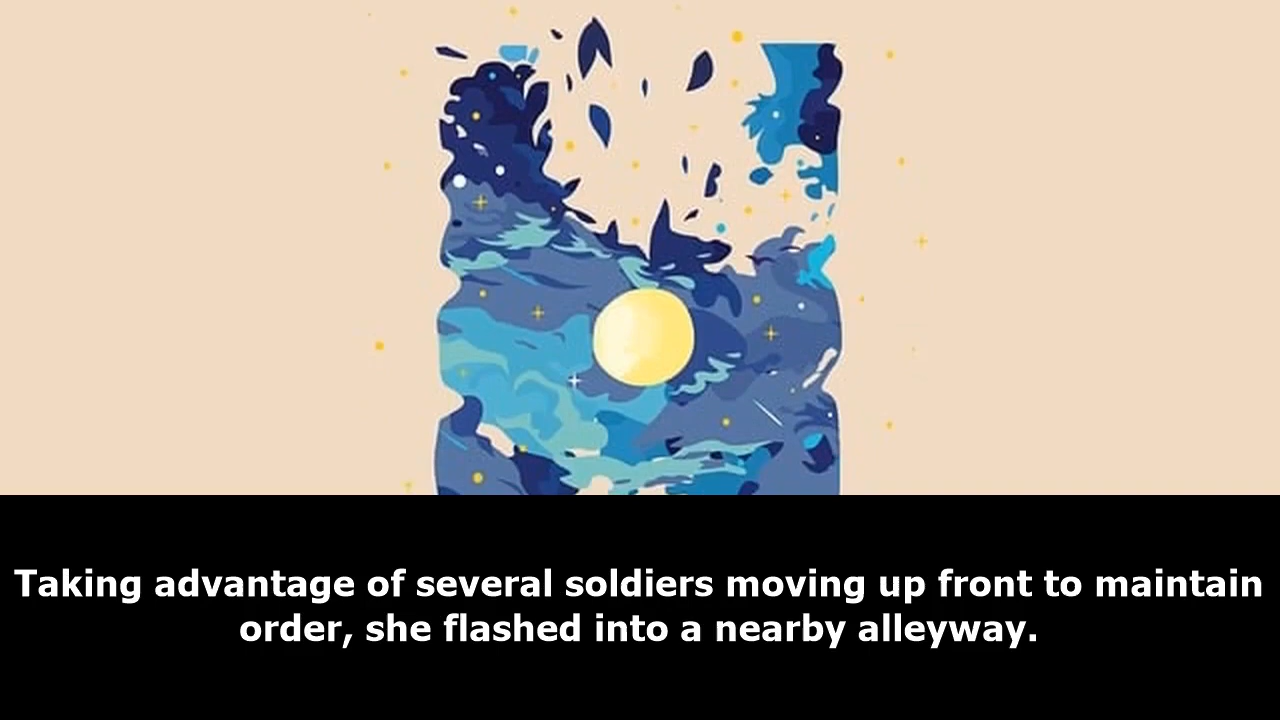 Taking advantage of several soldiers moving up front to maintain
order, she flashed into a nearby alleyway.